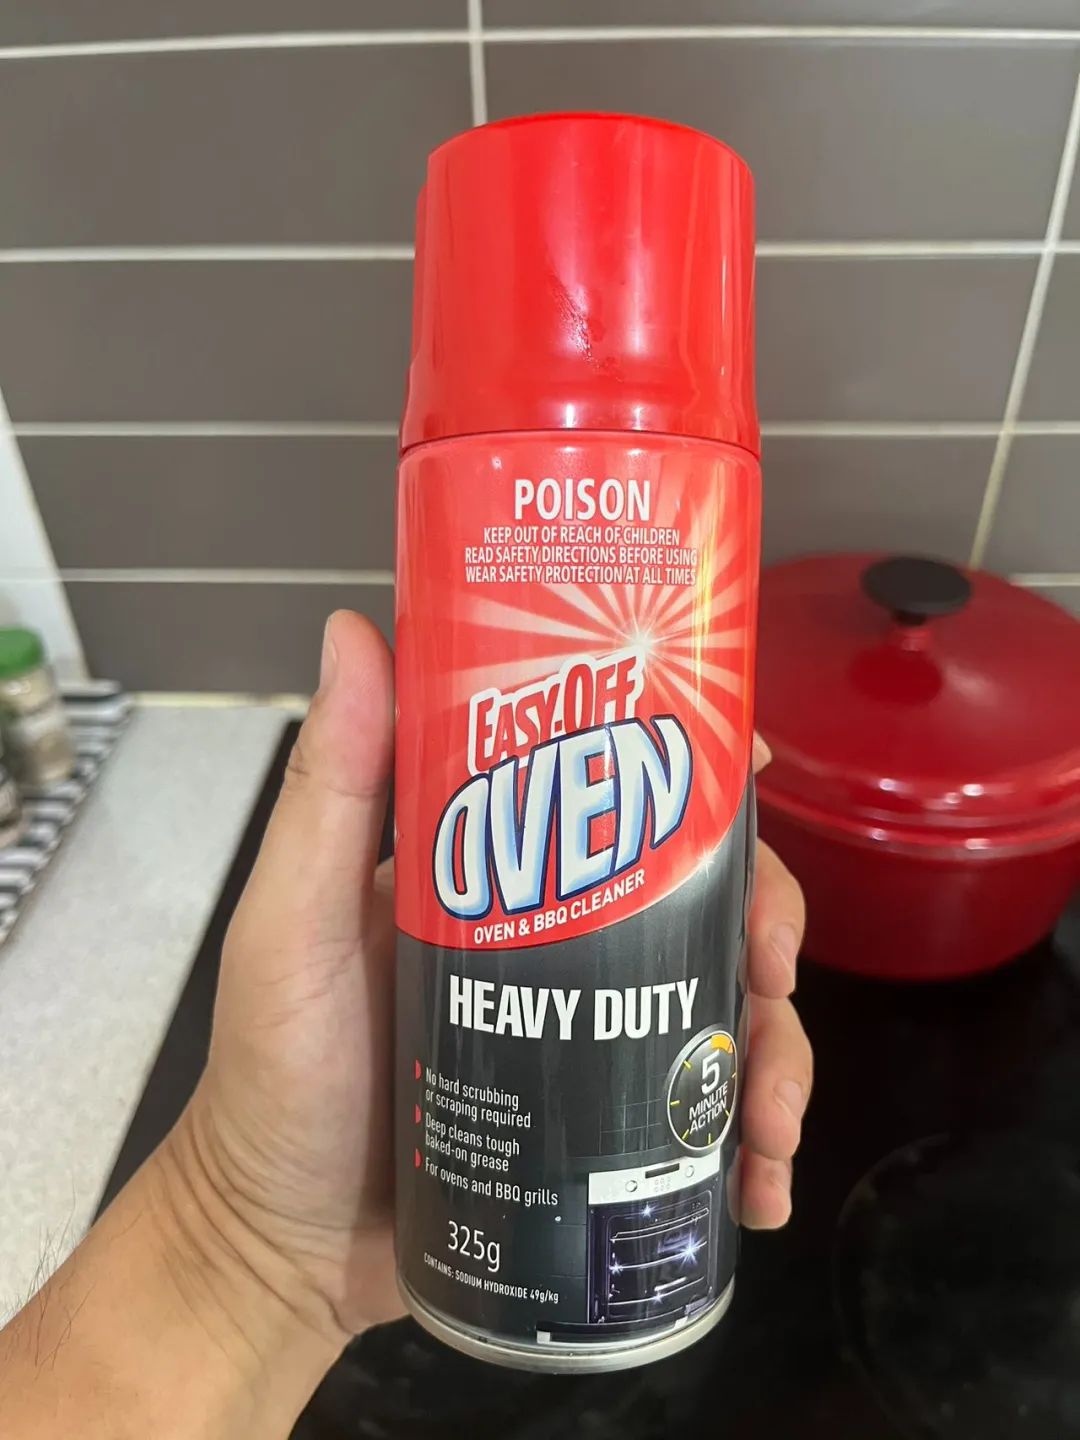 POISON
KEEP OUT OF REACH OF CHILDREN
READ SAFETY DIRECTIONS BEFORE USING
WEAR SAFETY PROTECTION AT ALL TIMES
EASY-OFF
OVEN
OVEN & BBQ CLEANER
HEAVY DUTY
5
MINUTE
ACTION
No hard scrubbing
or scraping required
Deep cleans tough
baked-on grease
For ovens and BBQ grills
325g
CONTAINS: SODIUM HYDROXIDE 49g/kg